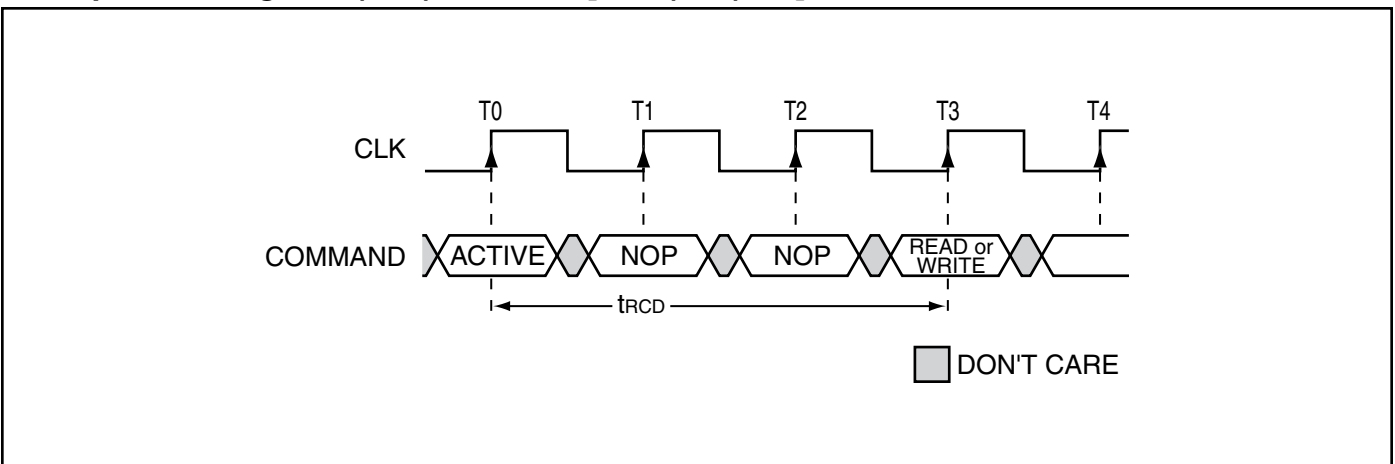 T0 T1 T2 T3 T4
CLK
COMMAND ACTIVE NOP NOP READ or
WRITE
tRCD
DON'T CARE